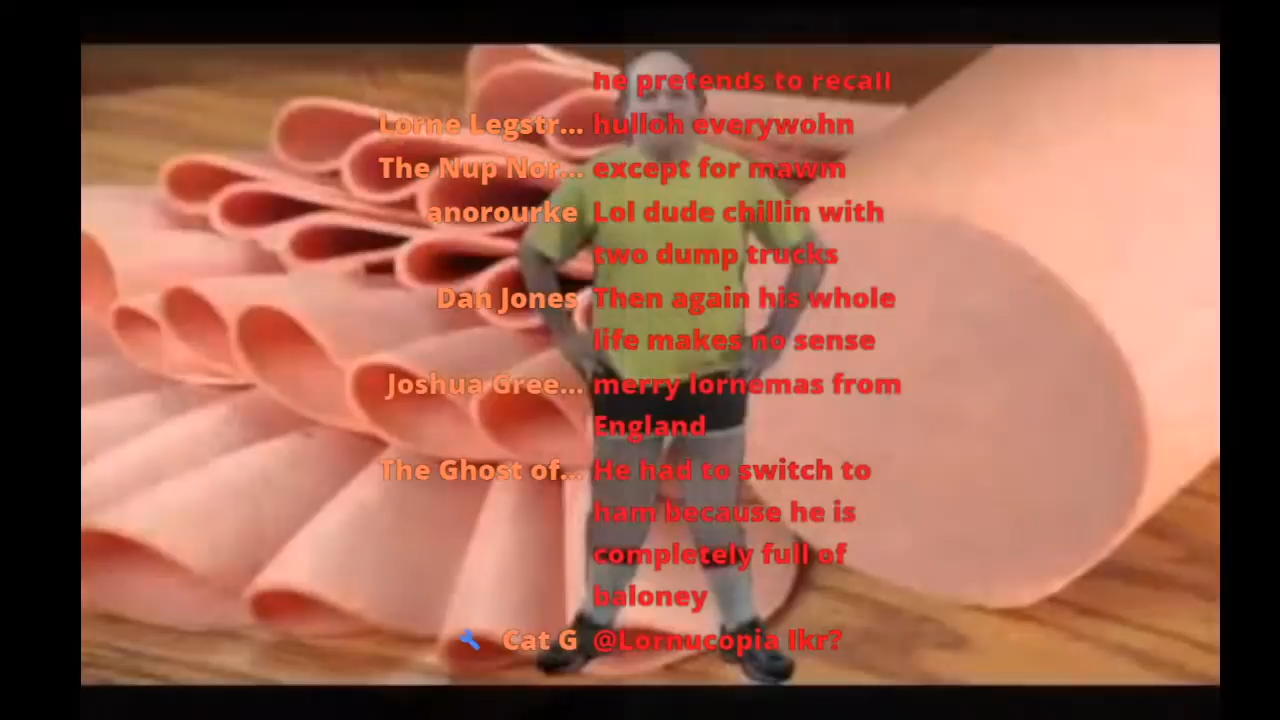 he pretends to recall
Lorne Legstr... hulloh everywohn
The Nup Nor... except for mawm
anorourke Lol dude chillin with
two dump trucks
Dan Jones Then again his whole
life makes no sense
Joshua Gree... merry lornemas from
England
The Ghost of... He had to switch to
ham because he is
completely full of
baloney
Cat G @Lornucopia Ikr?